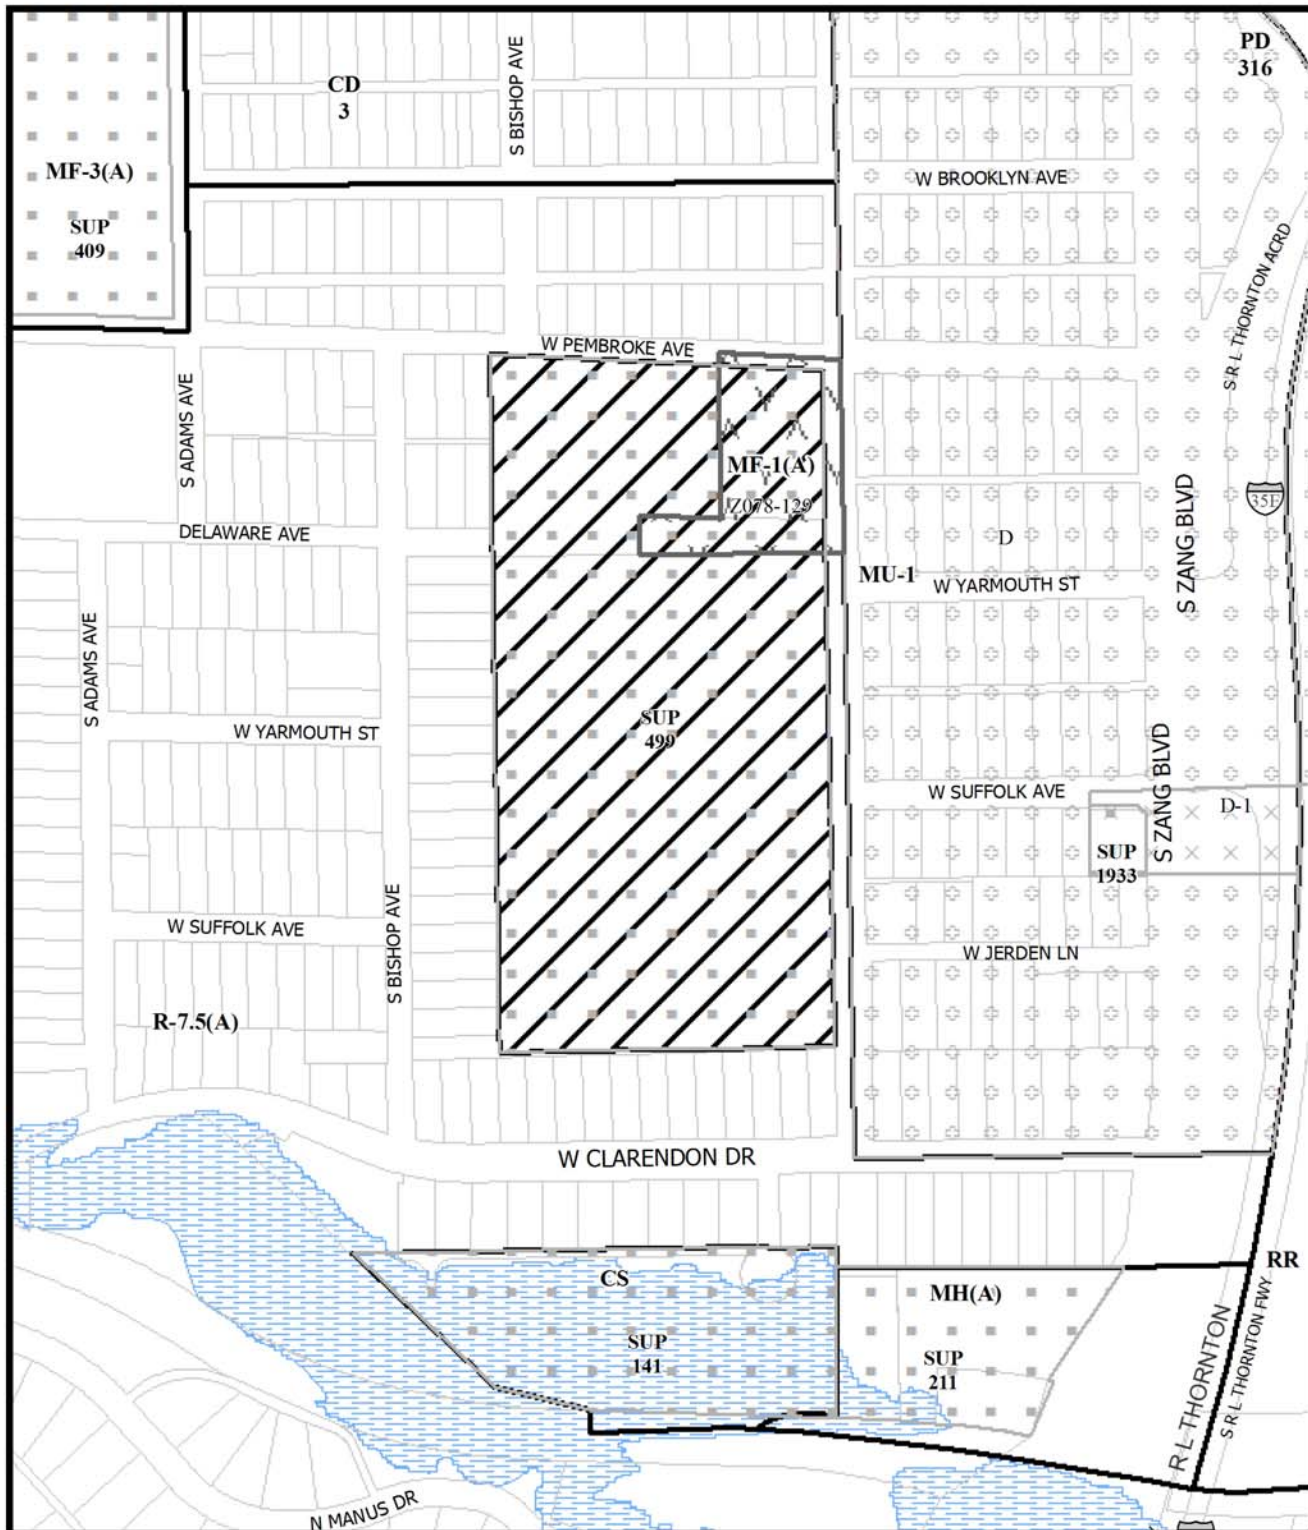 PD
316
CD
3
S BISHOP AVE
MF-3(A)
W BROOKLYN AVE
SUP
409
S R L THORNTON ACRD
W PEMBROKE AVE
S ADAMS AVE
MF-1(A)
Z078-129
35E
S ZANG BLVD
DELAWARE AVE
D
MU-1
W YARMOUTH ST
S ADAMS AVE
SUP
499
W YARMOUTH ST
W SUFFOLK AVE
S ZANG BLVD
D-1
SUP
1933
W SUFFOLK AVE
S BISHOP AVE
W JERDEN LN
R-7.5(A)
W CLARENDON DR
RR
CS
MH(A)
SUP
141
SUP
211
R L THORNTON
S R L THORNTON FWY
N MANUS DR